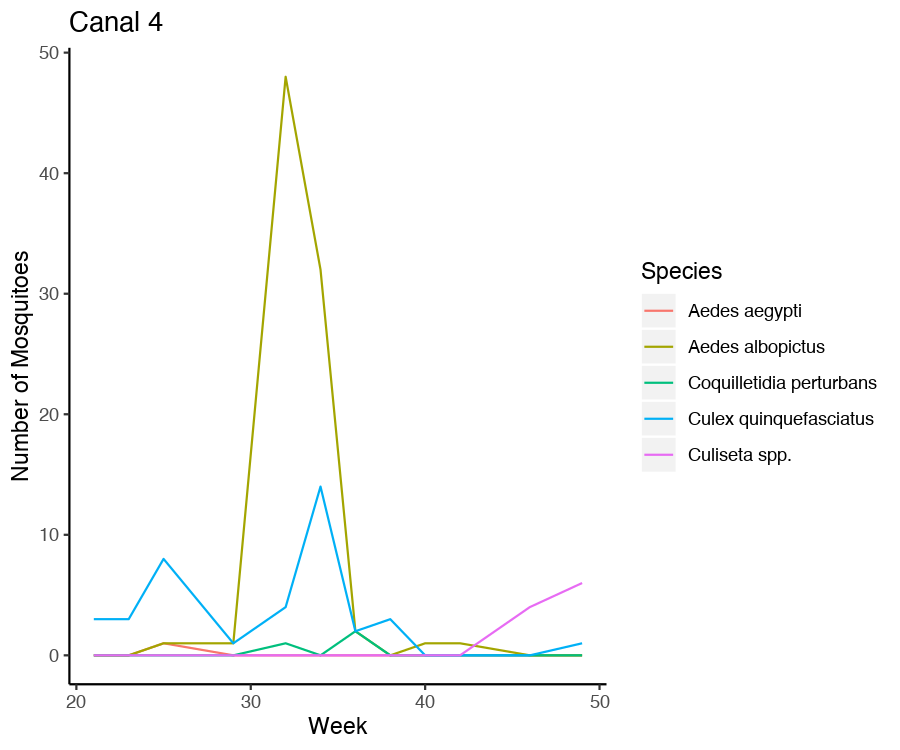 Canal 4
50
40
30
20
10
0
Number of Mosquitoes
20 30 40 50
Week
Species
Aedes aegypti
Aedes albopictus
Coquilletidia perturbans
Culex quinquefasciatus
Culiseta spp.